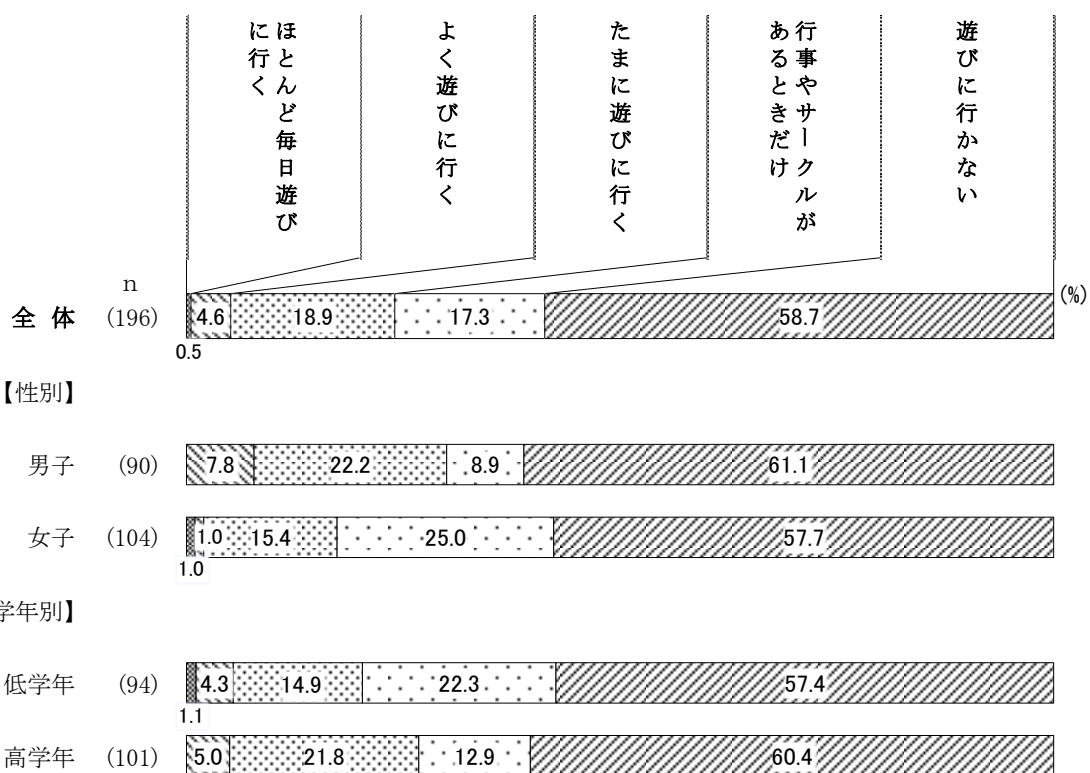 ほとんど毎日遊び
に行く
よく遊びに行く
たまに遊びに行く
行事やサークルが
あるときだけ
遊びに行かない
n
(%)
全 体 (196) 4.6 18.9 17.3 58.7
0.5
【性別】
男子 (90) 7.8 22.2 8.9 61.1
女子 (104) 1.0 15.4 25.0 57.7
1.0
学年別】
低学年 (94) 4.3 14.9 22.3 57.4
1.1
高学年 (101) 5.0 21.8 12.9 60.4